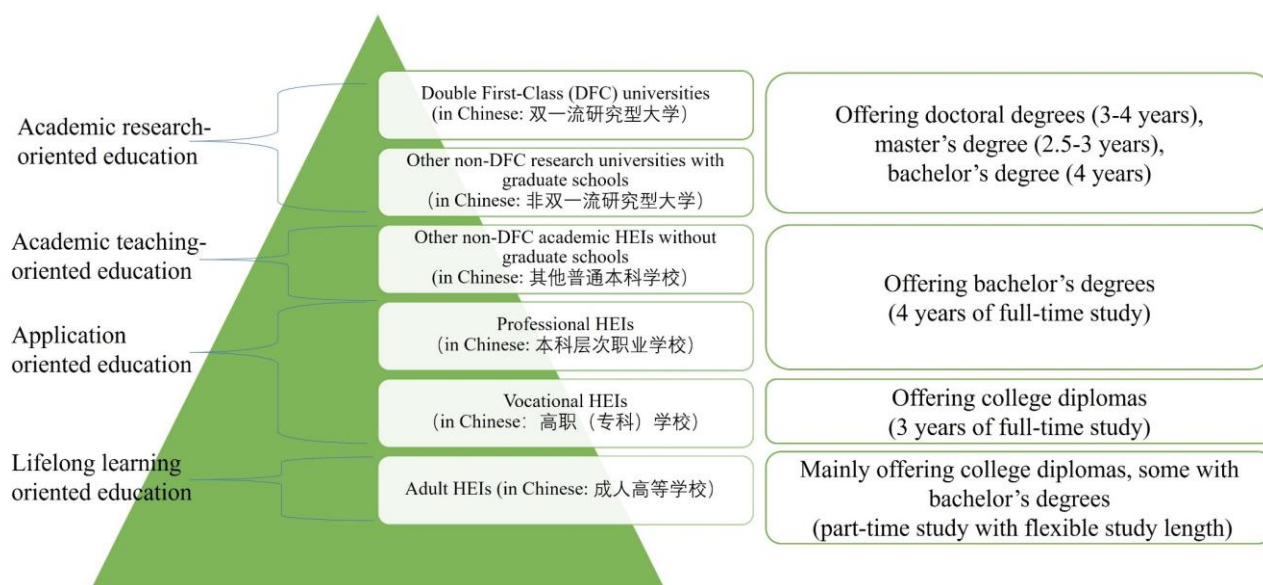 Academic research-
oriented education
Double First-Class (DFC) universities
(in Chinese: 双一流研究型大学）
Other non-DFC research universities with
graduate schools
（in Chinese: 非双一流研究型大学）
Offering doctoral degrees (3-4 years),
master’s degree (2.5-3 years),
bachelor’s degree (4 years)
Academic teaching-
oriented education
Other non-DFC academic HEIs without
graduate schools
(in Chinese: 其他普通本科学校）
Offering bachelor’s degrees
(4 years of full-time study)
Application
oriented education
Professional HEIs
（in Chinese: 本科层次职业学校）
Vocational HEIs
（in Chinese：高职（专科）学校）
Offering college diplomas
(3 years of full-time study)
Lifelong learning
oriented education
Adult HEIs (in Chinese: 成人高等学校）
Mainly offering college diplomas, some with
bachelor’s degrees
(part-time study with flexible study length)